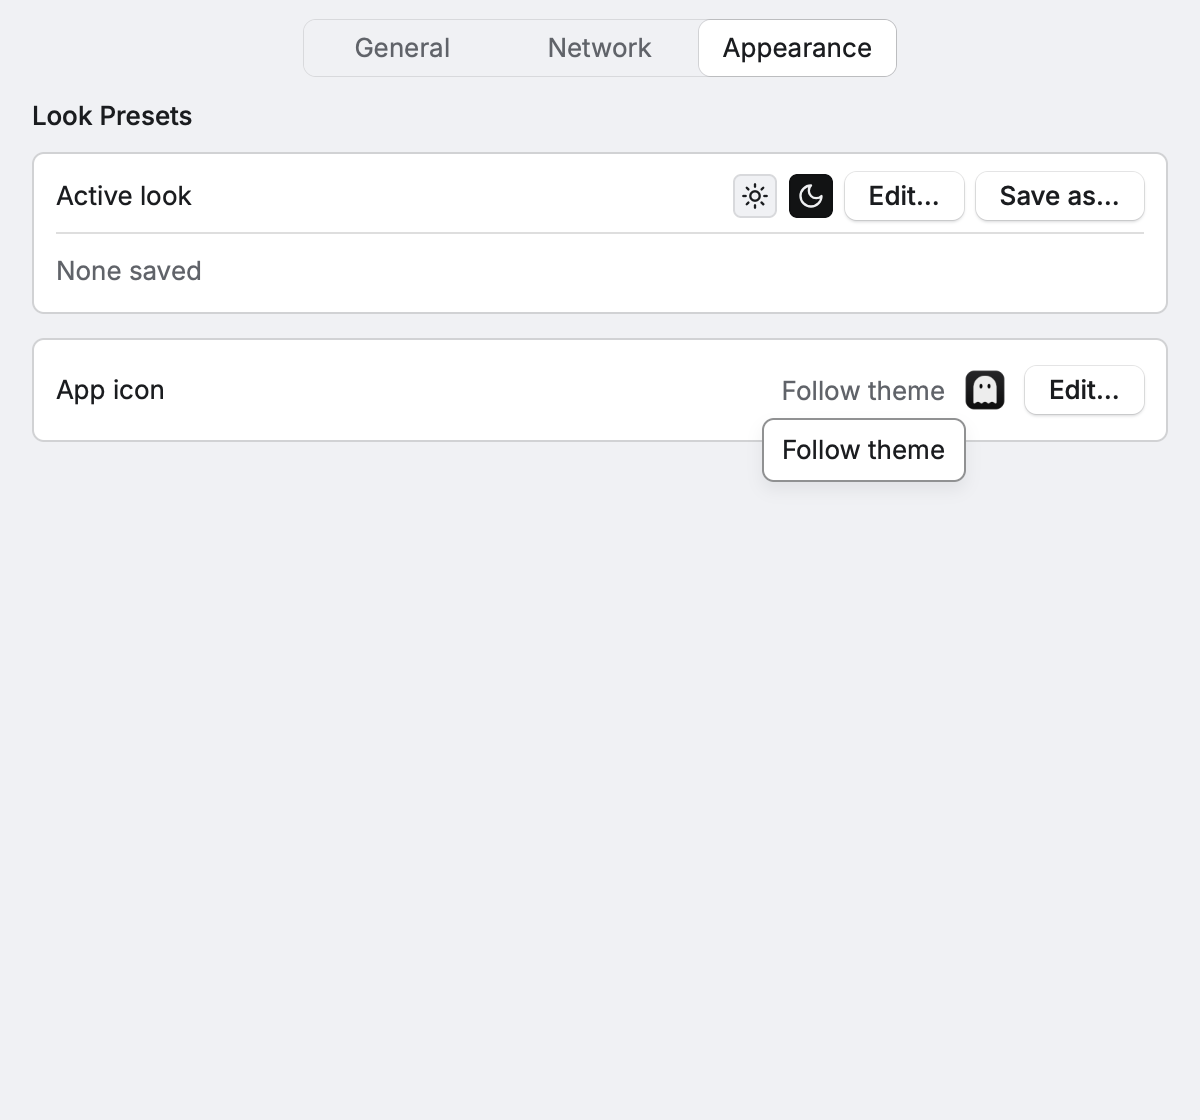 General Network Appearance
Look Presets
Active look Edit... Save as...
None saved
App icon Follow theme Edit...
Follow theme